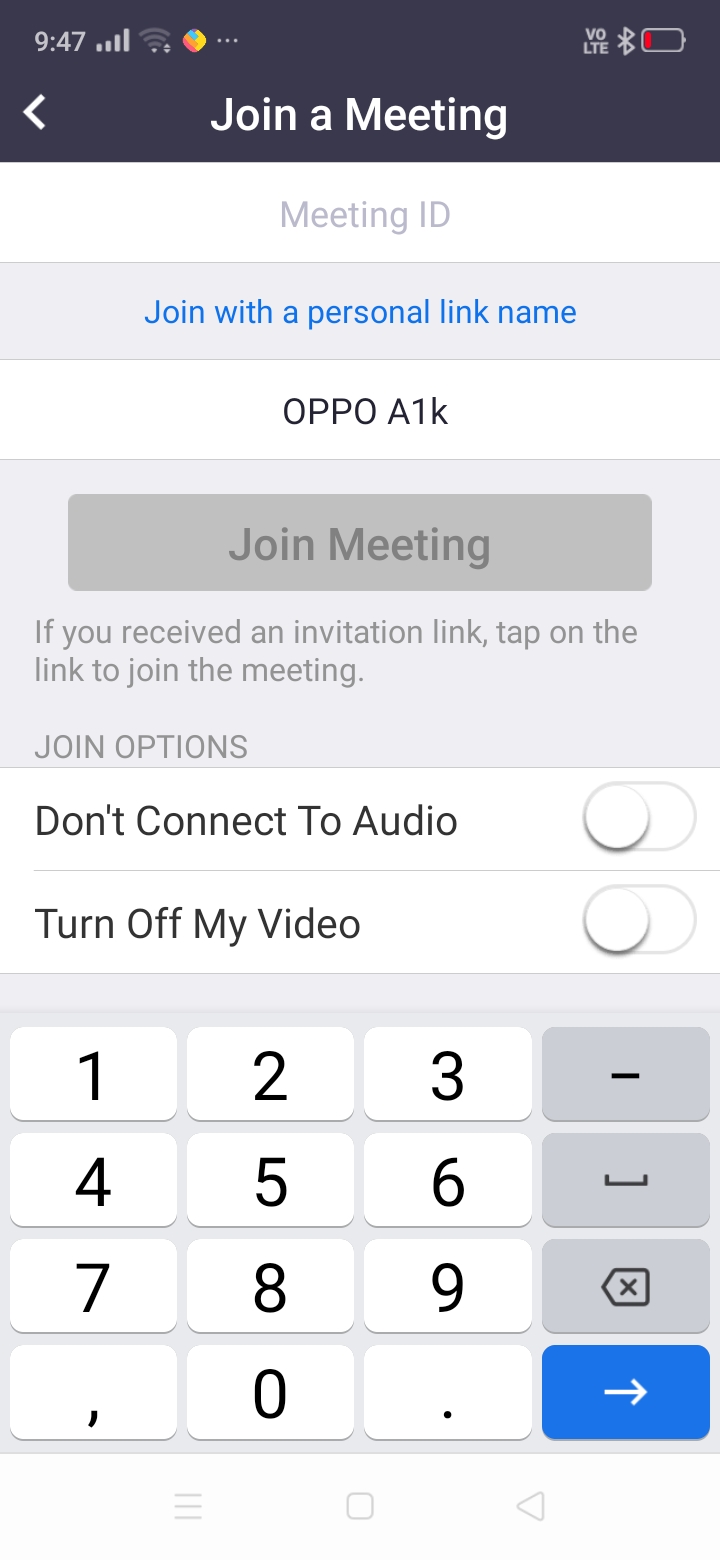 9:47 VO LTE
Join a Meeting
Meeting ID
Join with a personal link name
OPPO A1k
Join Meeting
If you received an invitation link, tap on the
link to join the meeting.
JOIN OPTIONS
Don't Connect To Audio
Turn Off My Video
1 2 3 –
4 5 6
7 8 9
, 0 .